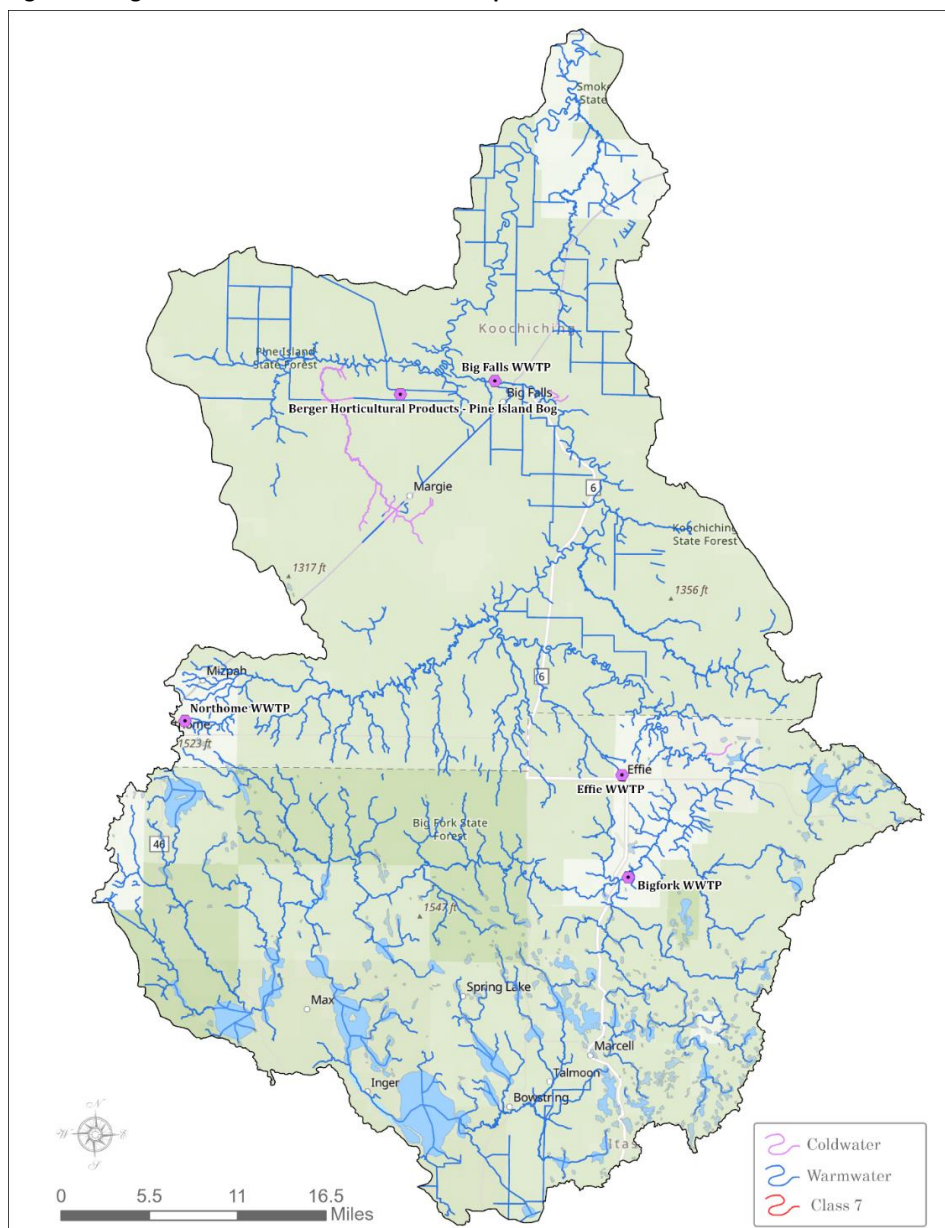 Smok
State
Koochiching
Pine Island
State Forest
Big Falls WWTP
Big Falls
Berger Horticultural Products - Pine Island Bog
Margie
6
Koochiching
State Forest
1317 ft
1356 ft
Mizpah
6
Northome WWTP
ome
1523 ft
Effie
Effie WWTP
Big Fork State
Forest
46
Bigfork WWTP
1547 ft
Spring Lake
Max
Marcell
Talmoon
Inger
Bowstring
Itas
N
W E
S
Coldwater
Warmwater
Class 7
0 5.5 11 16.5
Miles